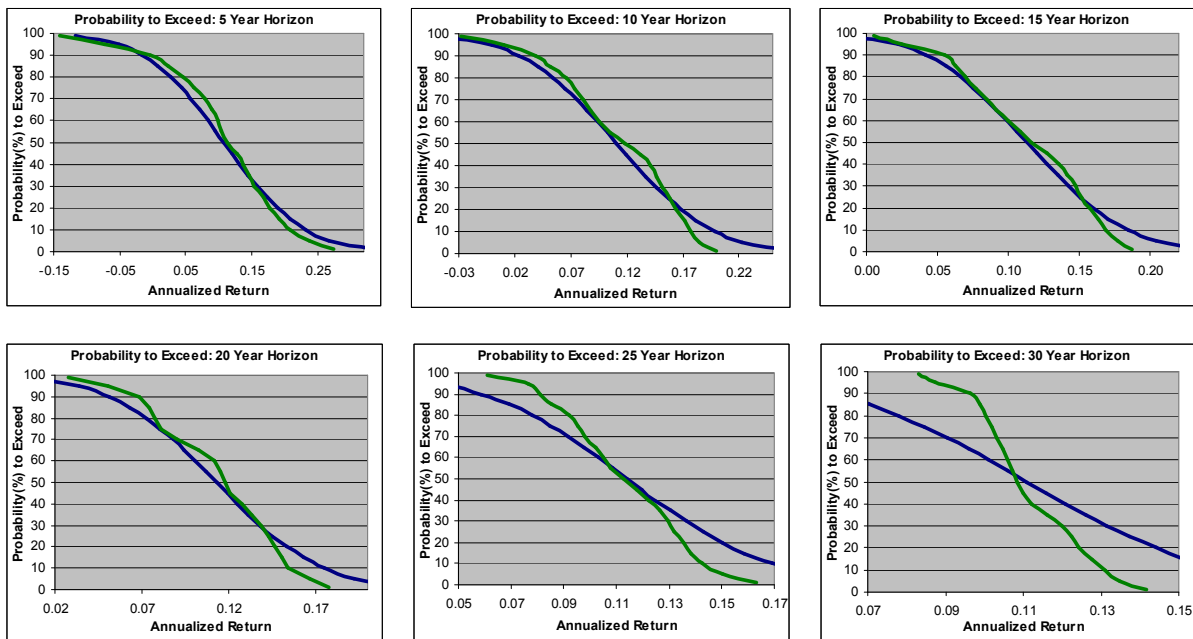 Probability to Exceed: 5 Year Horizon
Probability(%) to Exceed
100
90
80
70
60
50
40
30
20
10
0
-0.15 -0.05 0.05 0.15 0.25
Annualized Return
Probability to Exceed: 10 Year Horizon
Probability(%) to Exceed
100
90
80
70
60
50
40
30
20
10
0
-0.03 0.02 0.07 0.12 0.17 0.22
Annualized Return
Probability to Exceed: 15 Year Horizon
Probability(%) to Exceed
100
90
80
70
60
50
40
30
20
10
0
0.00 0.05 0.10 0.15 0.20
Annualized Return
Probability to Exceed: 20 Year Horizon
Probability(%) to Exceed
100
90
80
70
60
50
40
30
20
10
0
0.02 0.07 0.12 0.17
Annualized Return
Probability to Exceed: 25 Year Horizon
Probability(%) to Exceed
100
90
80
70
60
50
40
30
20
10
0
0.05 0.07 0.09 0.11 0.13 0.15 0.17
Annualized Return
Probability to Exceed: 30 Year Horizon
Probability(%) to Exceed
100
90
80
70
60
50
40
30
20
10
0
0.07 0.09 0.11 0.13 0.15
Annualized Return